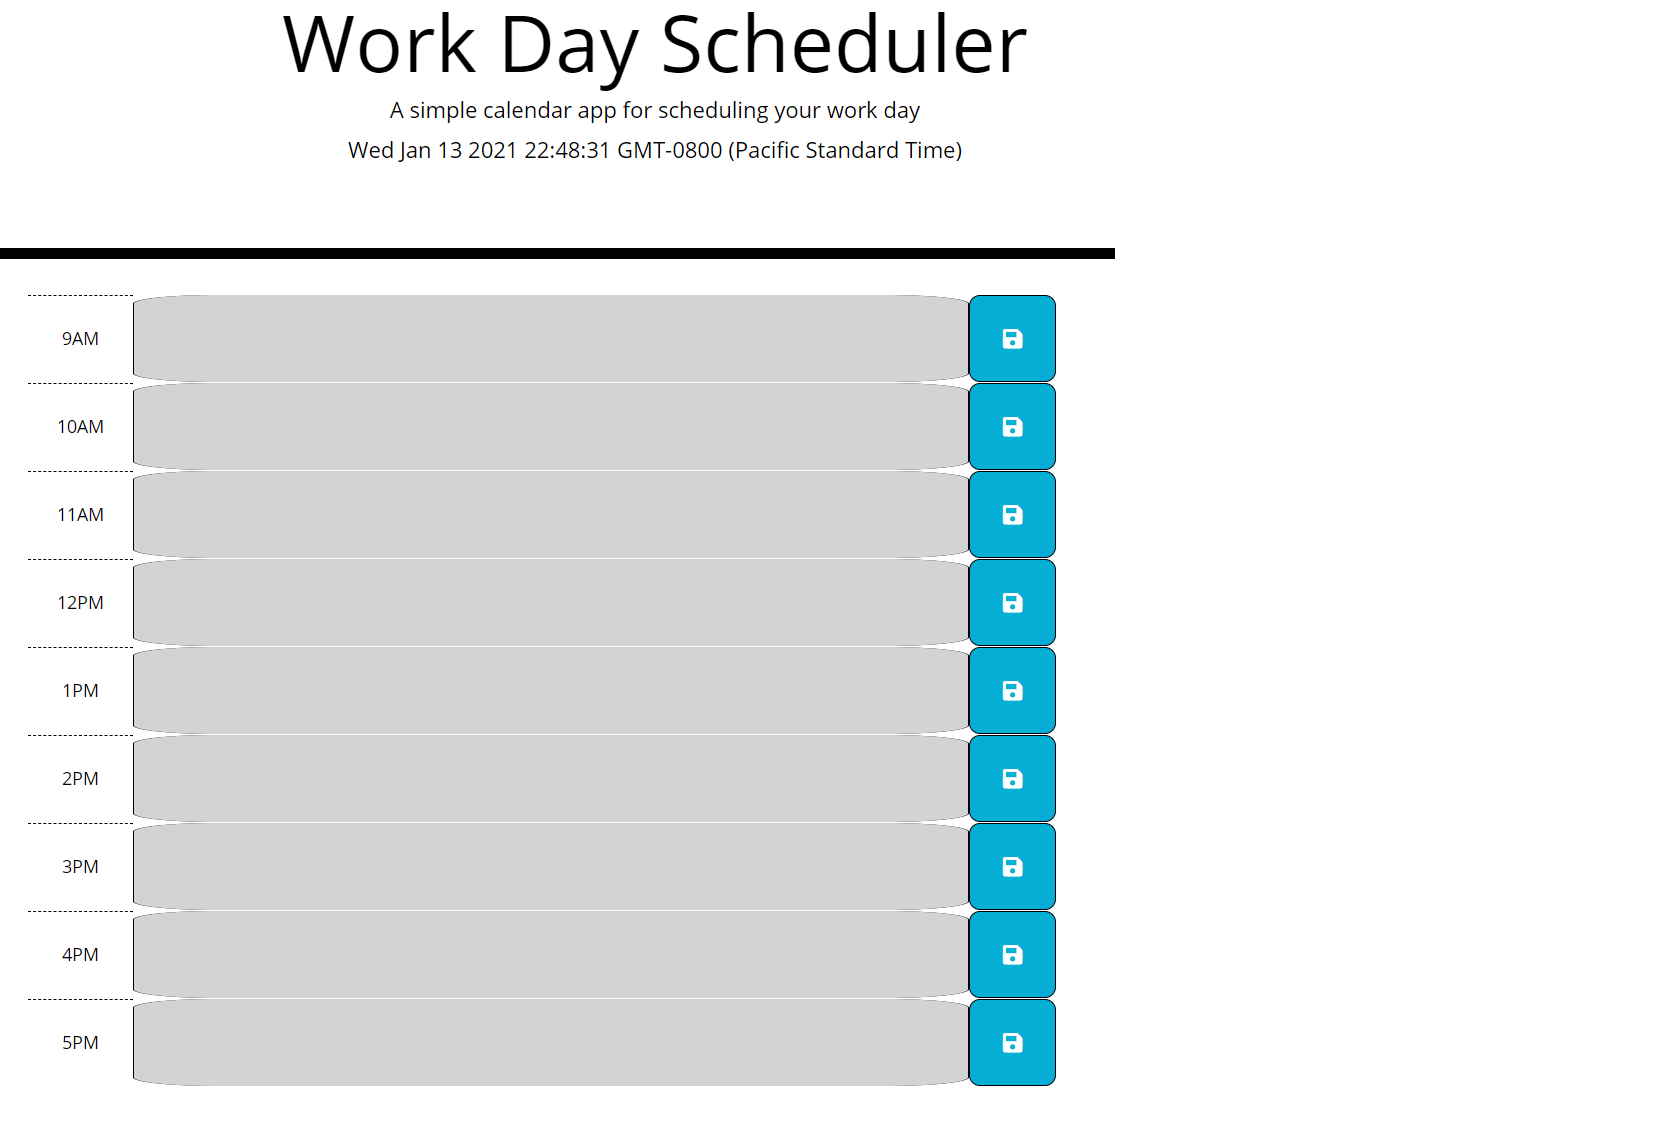 Work Day Scheduler
A simple calendar app for scheduling your work day
Wed Jan 13 2021 22:48:31 GMT-0800 (Pacific Standard Time)
9AM
10AM
11AM
12PM
1PM
2PM
3PM
4PM
5PM